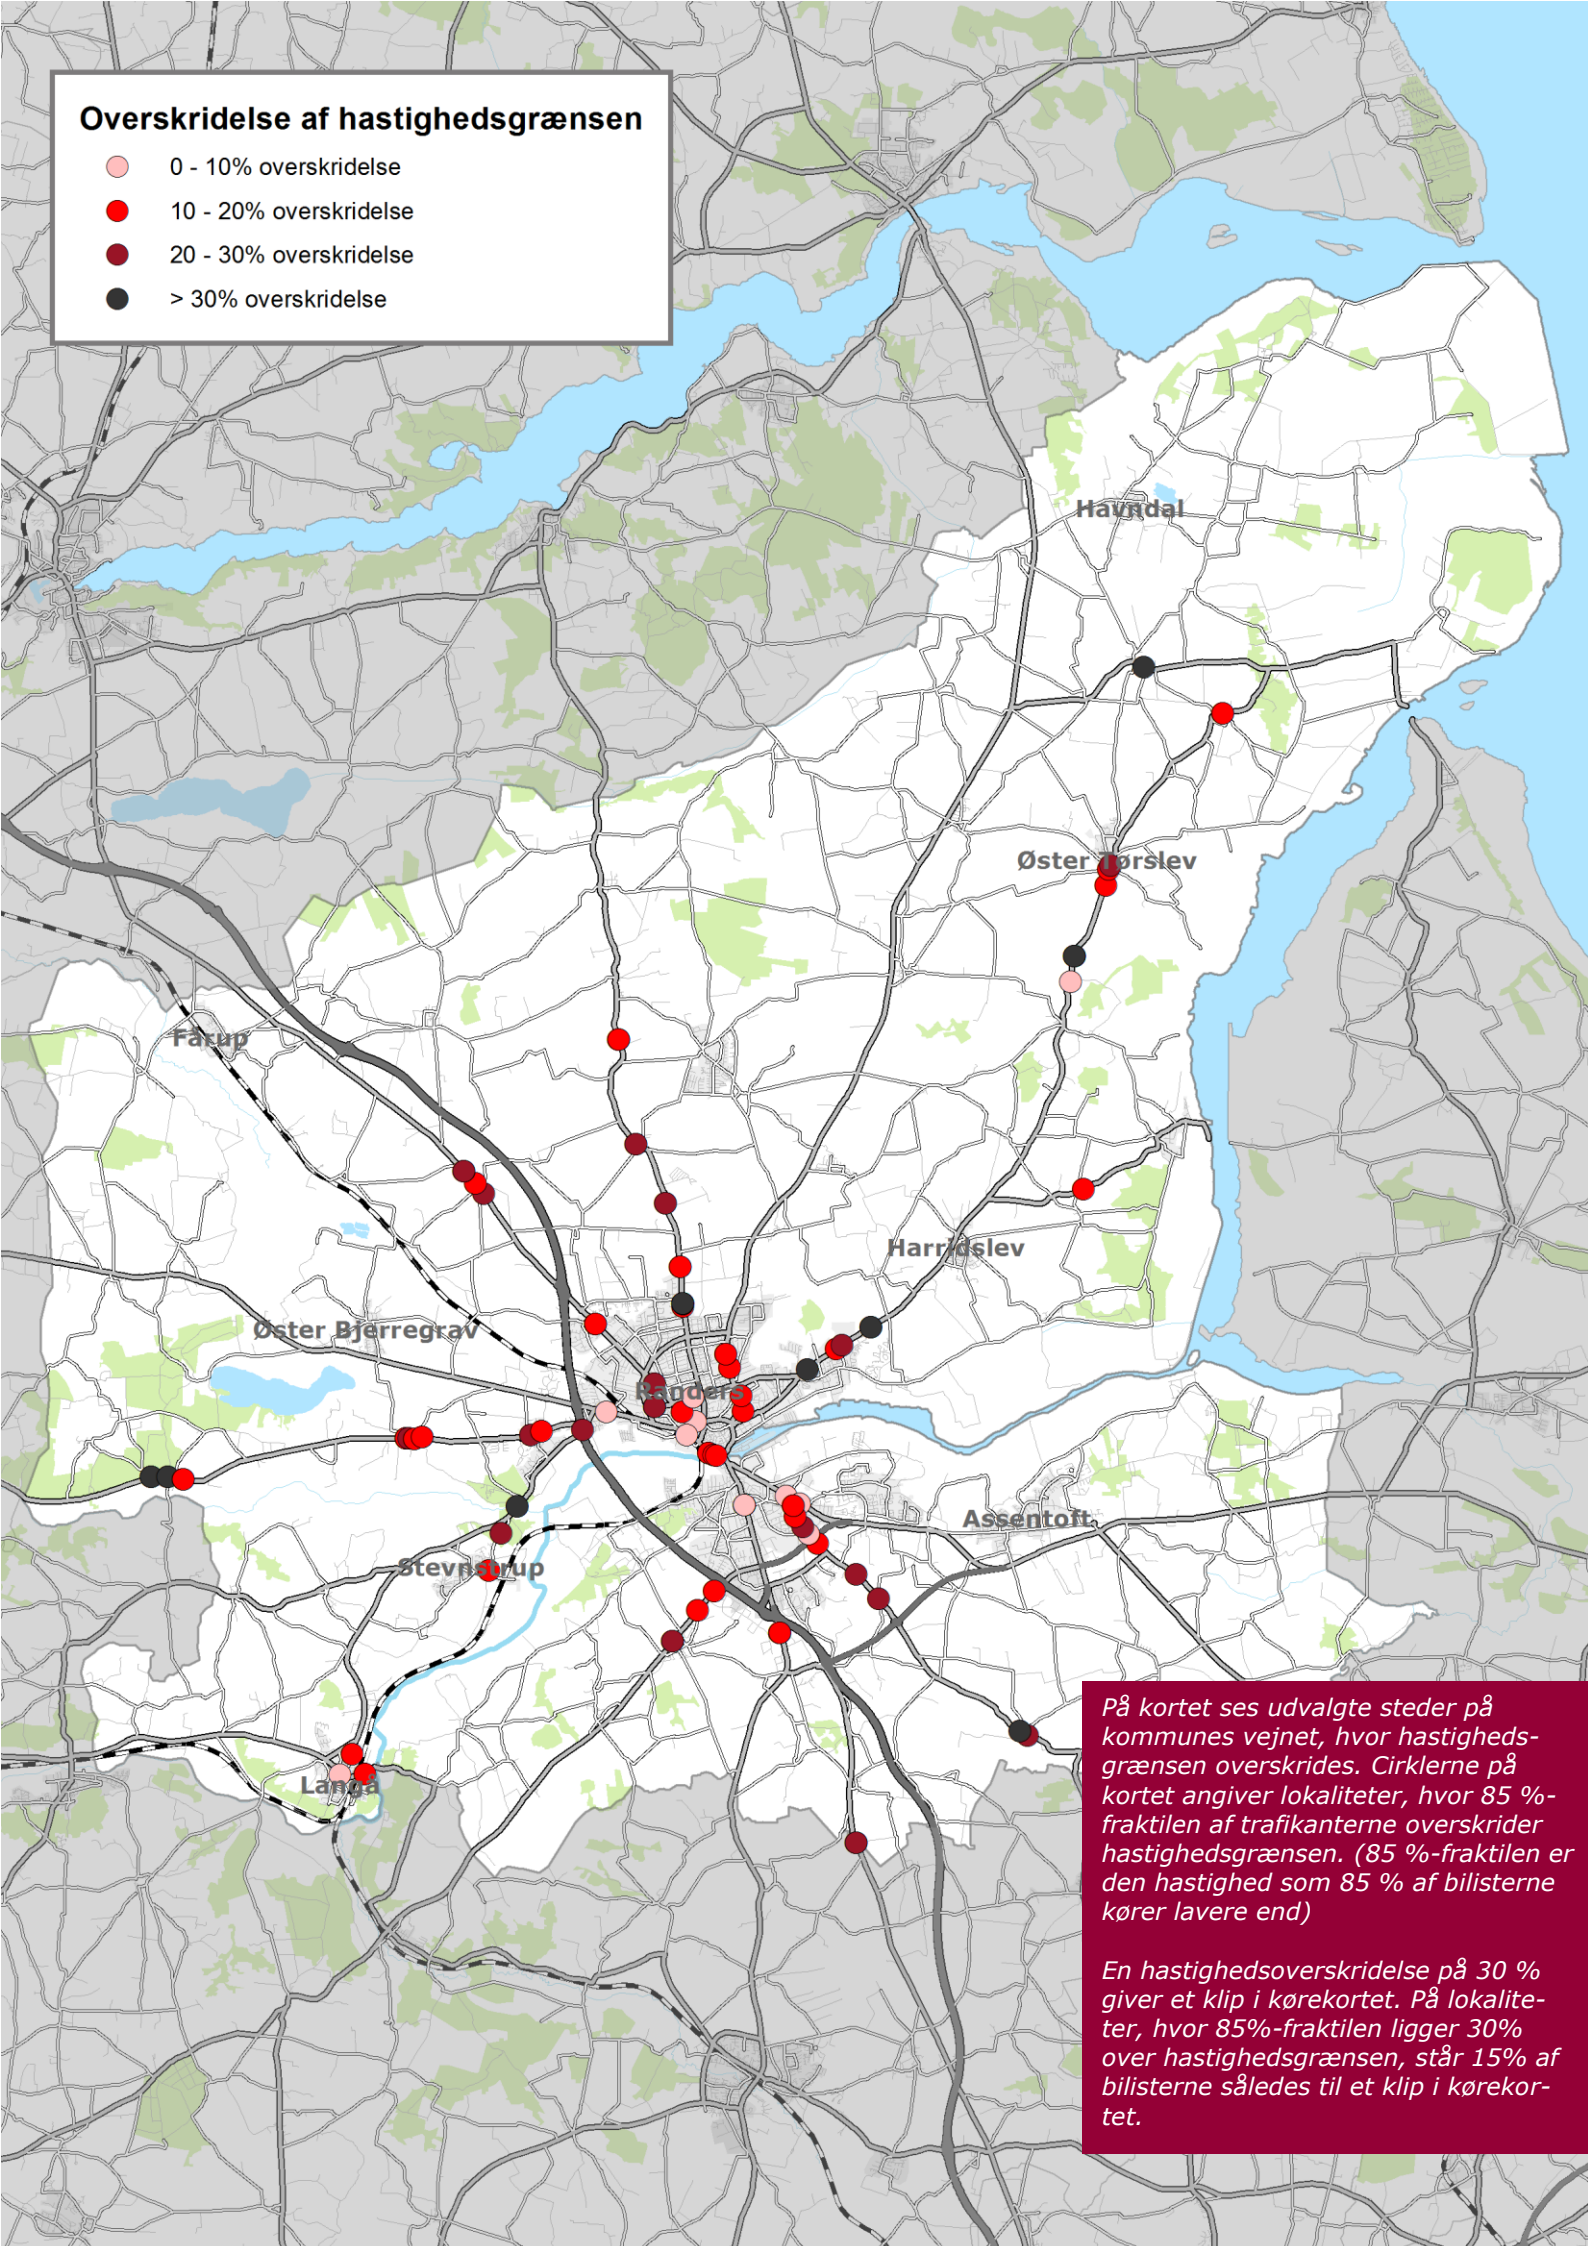 Overskridelse af hastighedsgrænsen
0 - 10% overskridelse
10 - 20% overskridelse
20 - 30% overskridelse
> 30% overskridelse
Havndal
Øster Tørslev
Fårup
Harridslev
Øster Bjerregrav
Randers
Assentoft
Stevnstrup
Langå
På kortet ses udvalgte steder på
kommunes vejnet, hvor hastigheds-
grænsen overskrides. Cirklerne på
kortet angiver lokaliteter, hvor 85 %-
fraktilen af trafikanterne overskrider
hastighedsgrænsen. (85 %-fraktilen er
den hastighed som 85 % af bilisterne
kører lavere end)
En hastighedsoverskridelse på 30 %
giver et klip i kørekortet. På lokalite-
ter, hvor 85%-fraktilen ligger 30%
over hastighedsgrænsen, står 15% af
bilisterne således til et klip i kørekor-
tet.